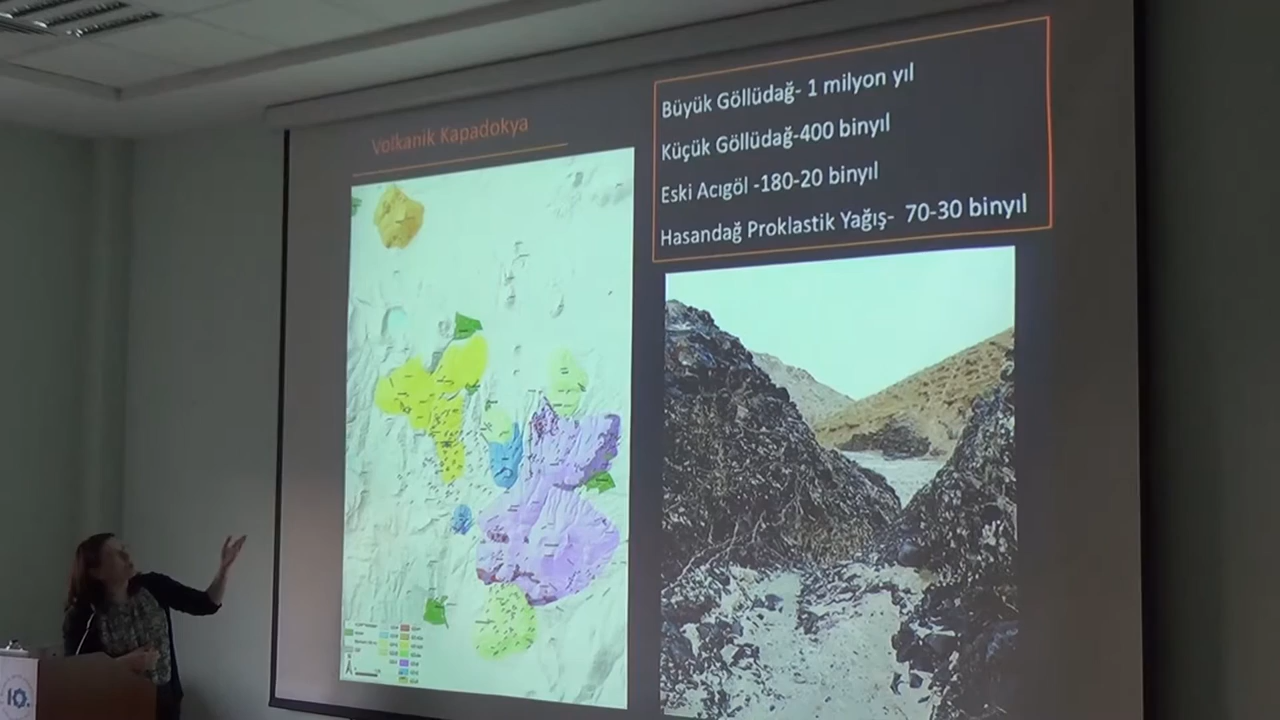 Volkanik Kapadokya
Büyük Göllüdağ- 1 milyon yıl
Küçük Göllüdağ-400 binyıl
Eski Acıgöl -180-20 binyıl
Hasandağ Proklastik Yağış- 70-30 binyıl
10.